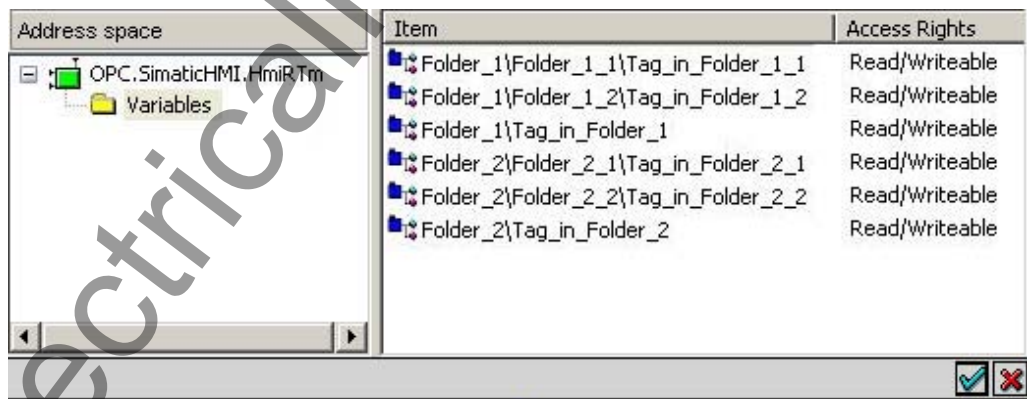 Address space
OPC.SimaticHMI.HmiRTm
Variables
Item Access Rights
Folder_1\Folder_1_1\Tag_in_Folder_1_1 Read/Writeable
Folder_1\Folder_1_2\Tag_in_Folder_1_2 Read/Writeable
Folder_1\Tag_in_Folder_1 Read/Writeable
Folder_2\Folder_2_1\Tag_in_Folder_2_1 Read/Writeable
Folder_2\Folder_2_2\Tag_in_Folder_2_2 Read/Writeable
Folder_2\Tag_in_Folder_2 Read/Writeable
ectrical